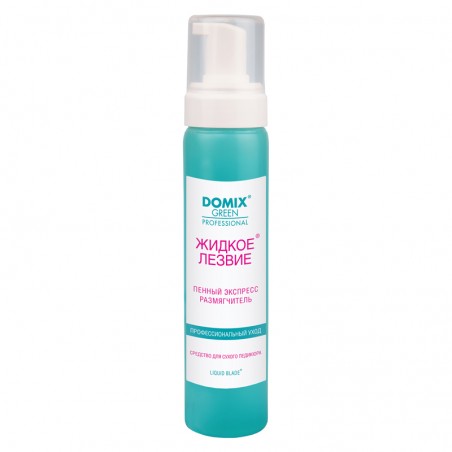 DOMIX®
GREEN
PROFESSIONAL
ЖИДКОЕ®
ЛЕЗВИЕ
ПЕННЫЙ ЭКСПРЕСС
РАЗМЯГЧИТЕЛЬ
ПРОФЕССИОНАЛЬНЫЙ УХОД
СРЕДСТВО ДЛЯ СУХОГО ПЕДИКЮРА
LIQUID BLADE®